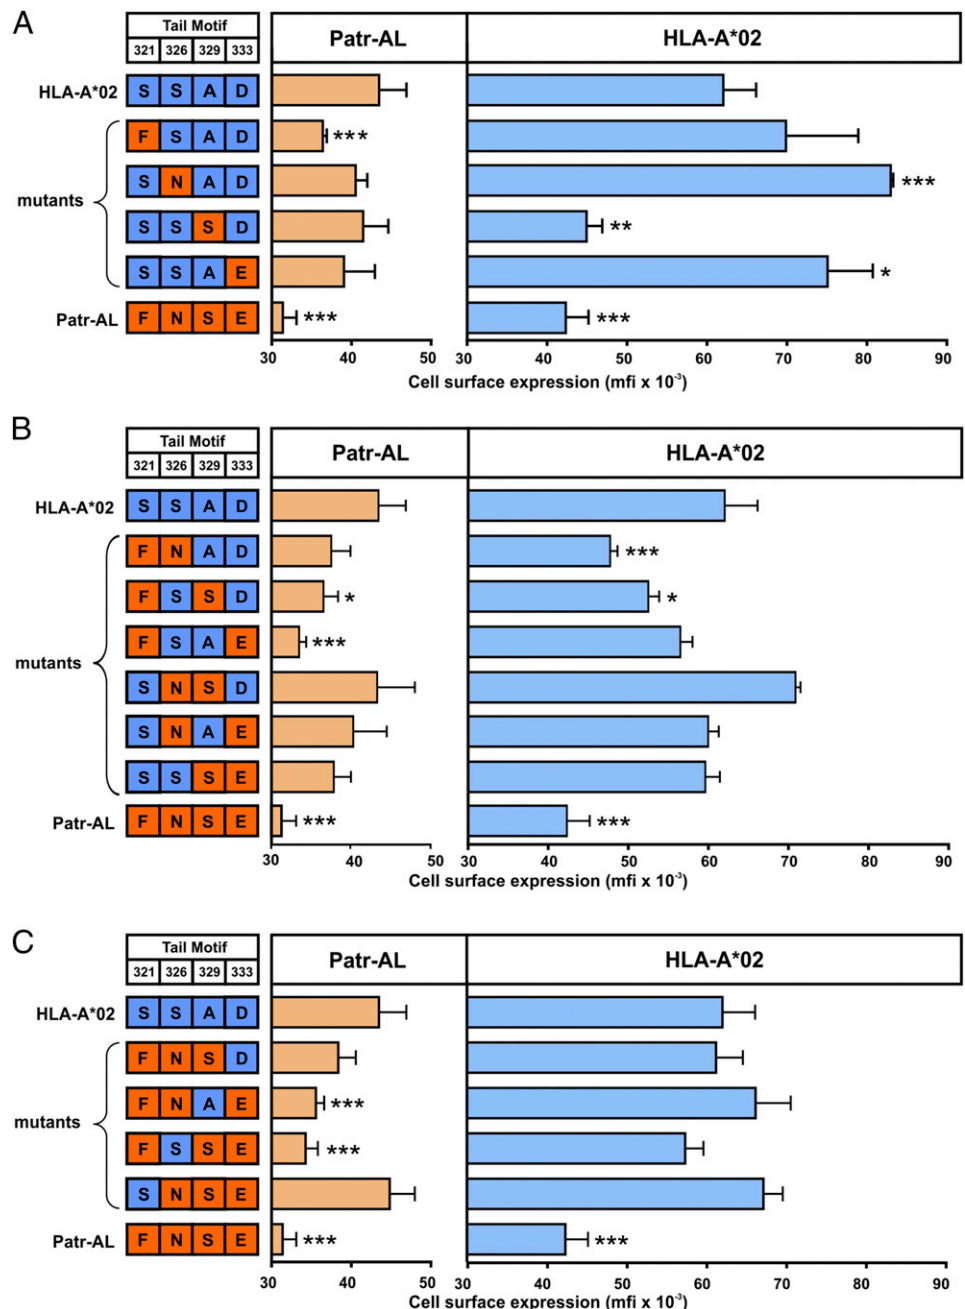 A
Tail Motif
321 326 329 333
Patr-AL
HLA-A*02
HLA-A*02 S S A D
F S A D ***
S N A D ***
mutants
S S S D **
S S A E *
Patr-AL F N S E *** ***
30 40 50 30 40 50 60 70 80 90
Cell surface expression (mfi x 10-3)
B
Tail Motif
321 326 329 333
Patr-AL
HLA-A*02
HLA-A*02 S S A D
F N A D ***
F S S D * *
F S A E ***
mutants
S N S D
S N A E
S S S E
Patr-AL F N S E *** ***
30 40 50 30 40 50 60 70 80 90
Cell surface expression (mfi x 10-3)
C
Tail Motif
321 326 329 333
Patr-AL
HLA-A*02
HLA-A*02 S S A D
F N S D
F N A E ***
mutants
F S S E ***
S N S E
Patr-AL F N S E *** ***
30 40 50 30 40 50 60 70 80 90
Cell surface expression (mfi x 10-3)